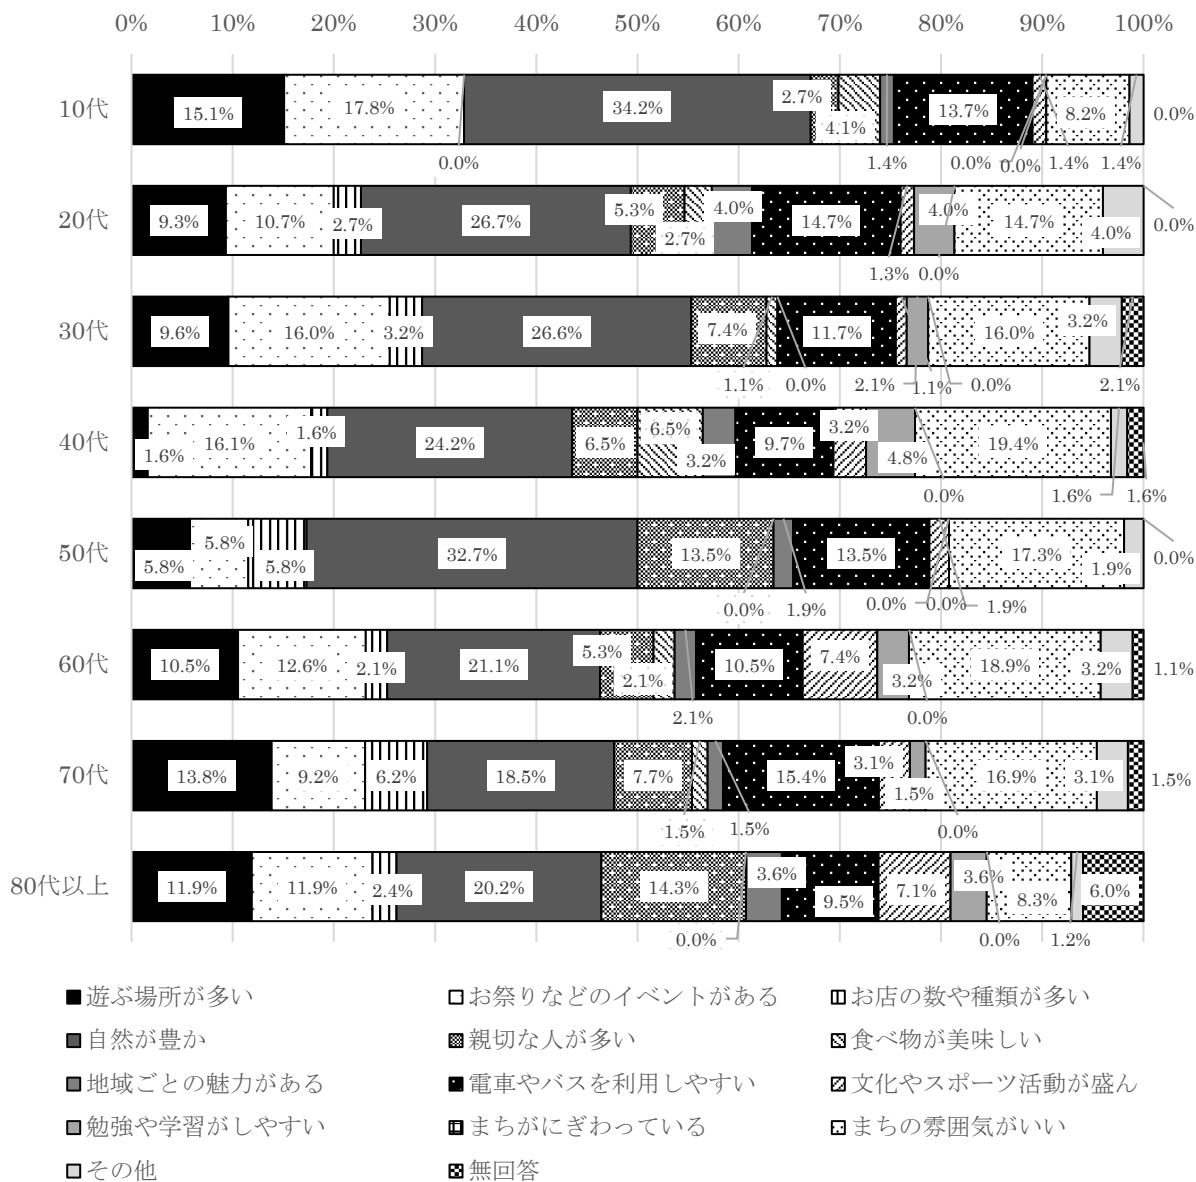 0% 10% 20% 30% 40% 50% 60% 70% 80% 90% 100%
10代 15.1% 17.8% 34.2% 2.7% 4.1% 13.7% 8.2% 0.0%
0.0% 1.4% 0.0% 0.0% 1.4% 1.4%
20代 9.3% 10.7% 2.7% 26.7% 5.3% 2.7% 4.0% 14.7% 4.0% 14.7% 4.0% 0.0%
1.3% 0.0%
30代 9.6% 16.0% 3.2% 26.6% 7.4% 11.7% 16.0% 3.2%
1.1% 0.0% 2.1% 1.1% 0.0% 2.1%
40代 1.6% 16.1% 1.6% 24.2% 6.5% 6.5% 3.2% 9.7% 3.2% 4.8% 19.4%
0.0% 1.6% 1.6%
50代 5.8% 5.8% 5.8% 32.7% 13.5% 13.5% 17.3% 1.9% 0.0%
0.0% 1.9% 0.0% 0.0% 1.9%
60代 10.5% 12.6% 2.1% 21.1% 5.3% 2.1% 10.5% 7.4% 3.2% 18.9% 3.2% 1.1%
2.1% 0.0%
70代 13.8% 9.2% 6.2% 18.5% 7.7% 15.4% 3.1% 1.5% 16.9% 3.1% 1.5%
1.5% 1.5% 0.0%
80代以上 11.9% 11.9% 2.4% 20.2% 14.3% 3.6% 9.5% 7.1% 3.6% 8.3% 6.0%
0.0% 0.0% 1.2%
遊ぶ場所が多い お祭りなどのイベントがある お店の数や種類が多い
自然が豊か 親切な人が多い 食べ物が美味しい
地域ごとの魅力がある 電車やバスを利用しやすい 文化やスポーツ活動が盛ん
勉強や学習がしやすい まちがにぎわっている まちの雰囲気がいい
その他 無回答